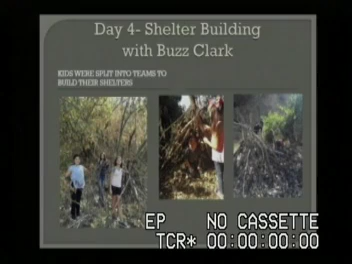 Day 4- Shelter Building
with Buzz Clark
KIDS WERE SPLIT INTO TEAMS TO
BUILD THEIR SHELTERS
EP NO CASSETTE
TCR* 00:00:00:00